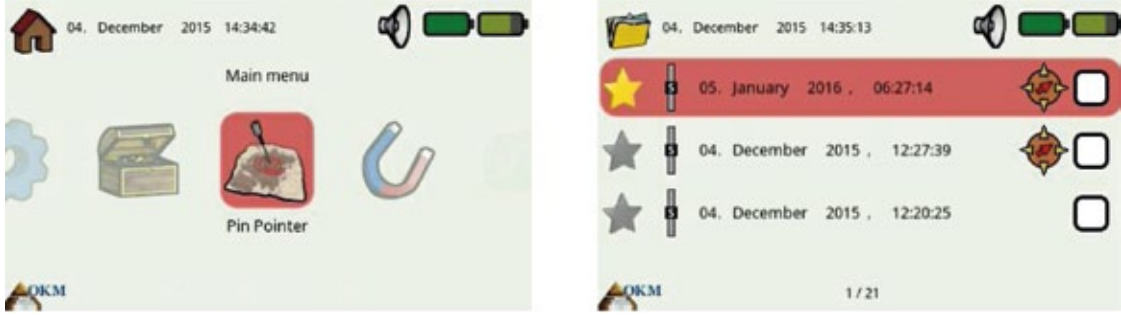 04. December 2015 14:34:42
Main menu
Pin Pointer
OKM
04. December 2015 14:35:13
S 05. January 2016 , 06:27:14
S 04. December 2015 , 12:27:39
S 04. December 2015 , 12:20:25
OKM
1 / 21